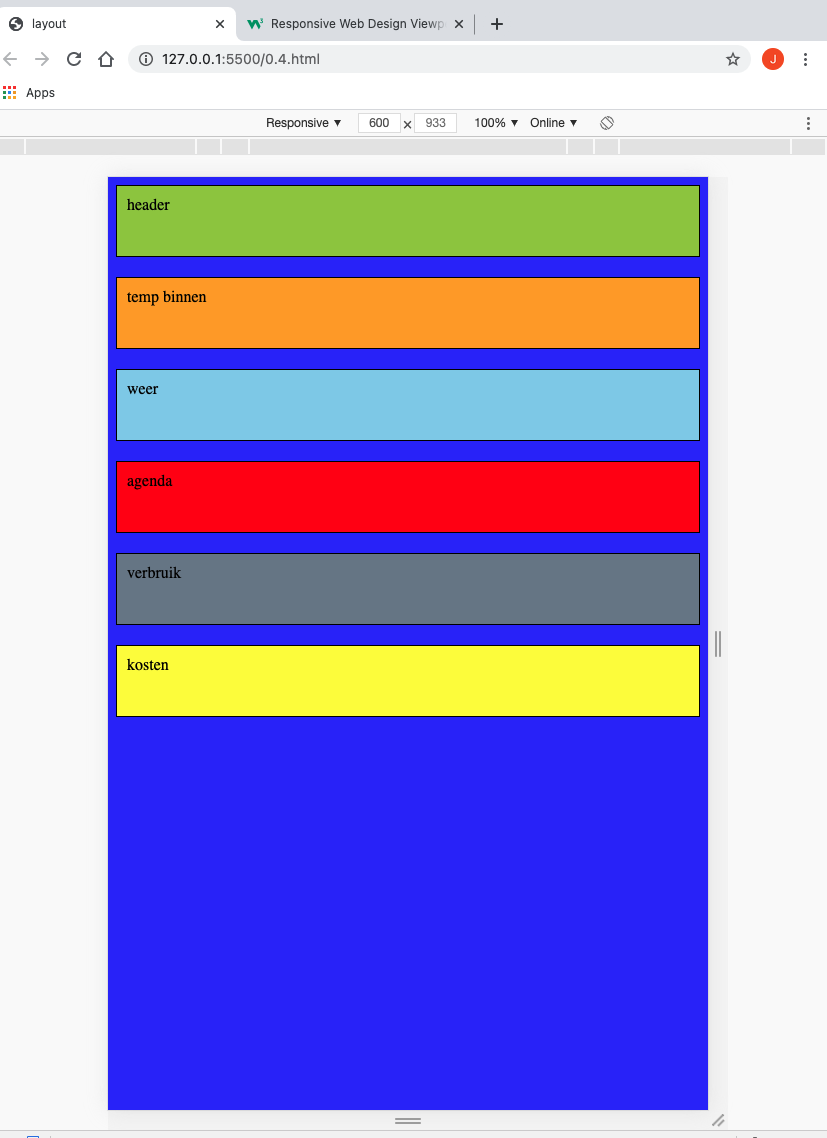 layout
Responsive Web Design Viewp
127.0.0.1:5500/0.4.html
J
Apps
Responsive ▼ 600 × 933 100% ▼ Online ▼
header
temp binnen
weer
agenda
verbruik
kosten